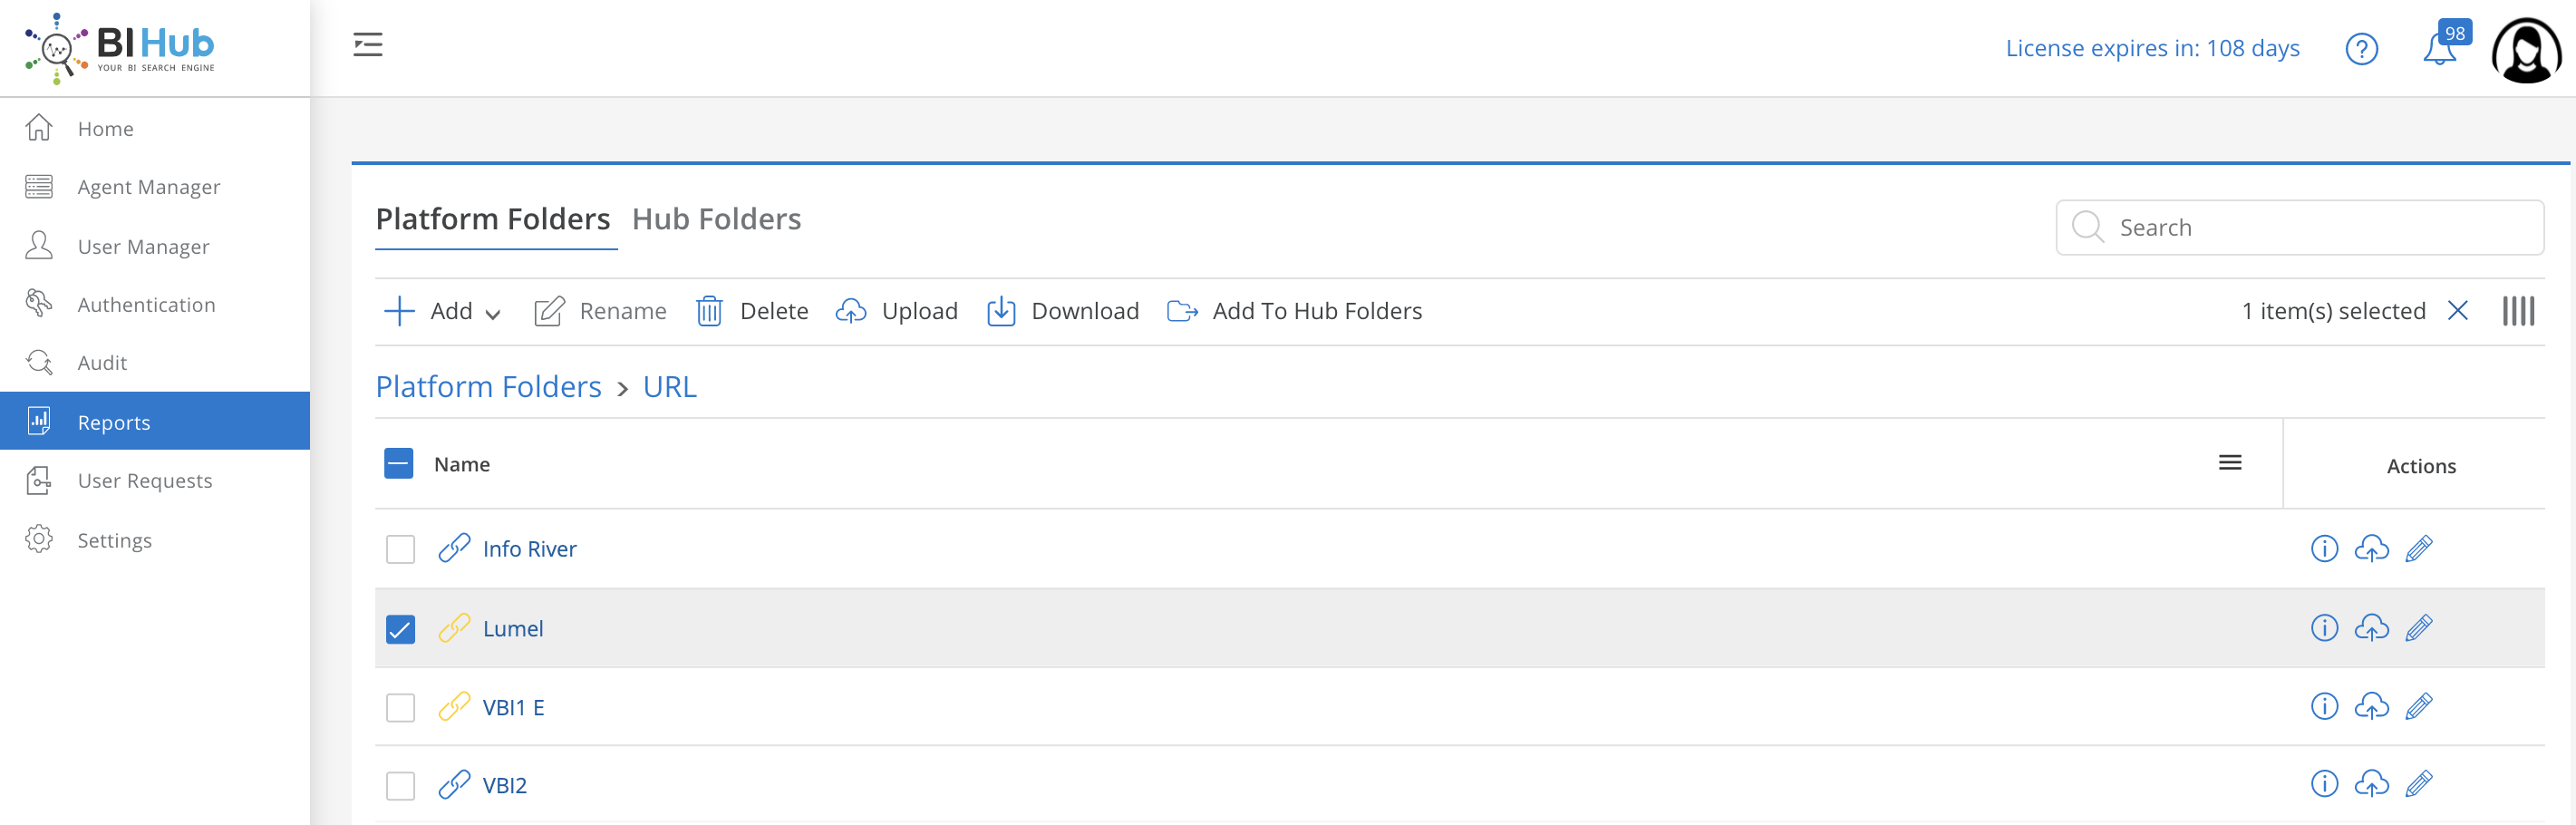 BI Hub
YOUR BI SEARCH ENGINE
License expires in: 108 days
98
Home
Agent Manager
User Manager
Authentication
Audit
Reports
User Requests
Settings
Platform Folders Hub Folders
Search
Add Rename Delete Upload Download Add To Hub Folders 1 item(s) selected
Platform Folders > URL
Name Actions
Info River
Lumel
VBI1 E
VBI2